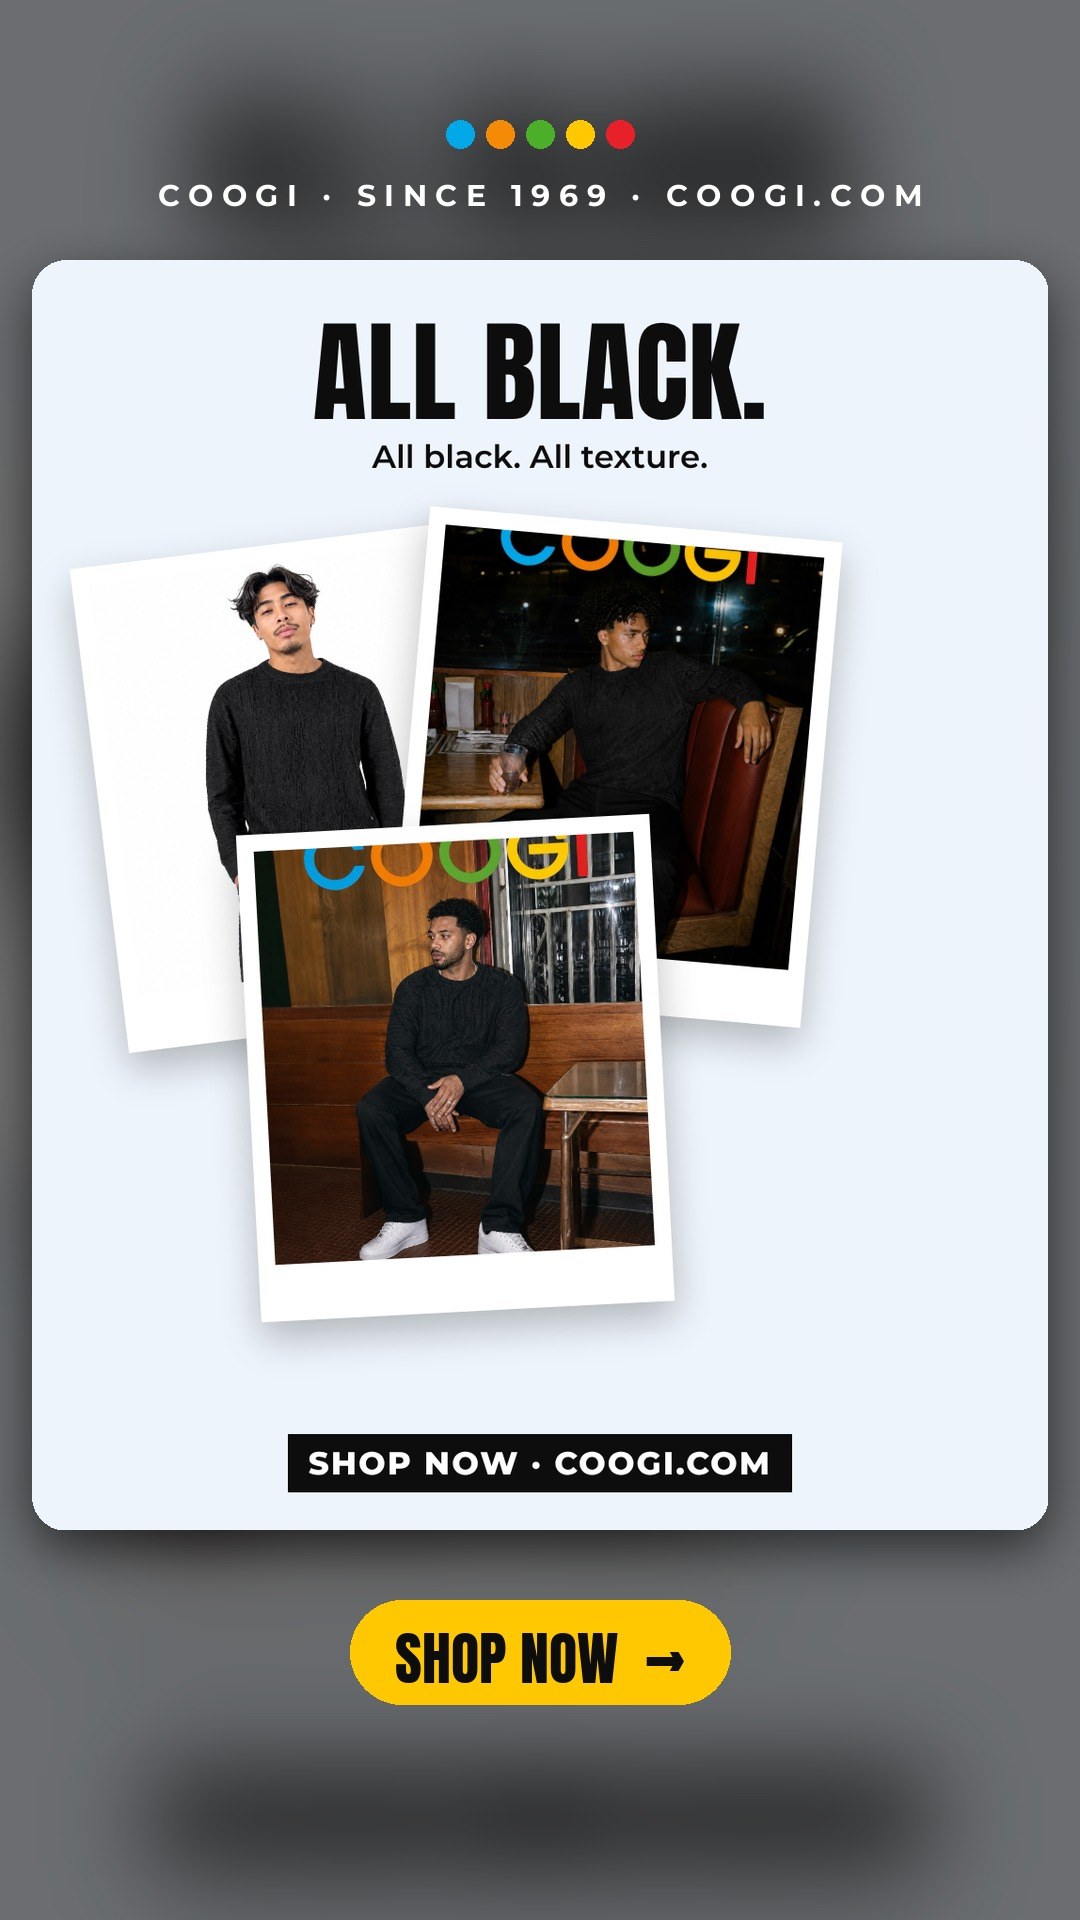 COOGI · SINCE 1969 · COOGI.COM
ALL BLACK.
All black. All texture.
COOGI
COOGI
SHOP NOW · COOGI.COM
SHOP NOW →